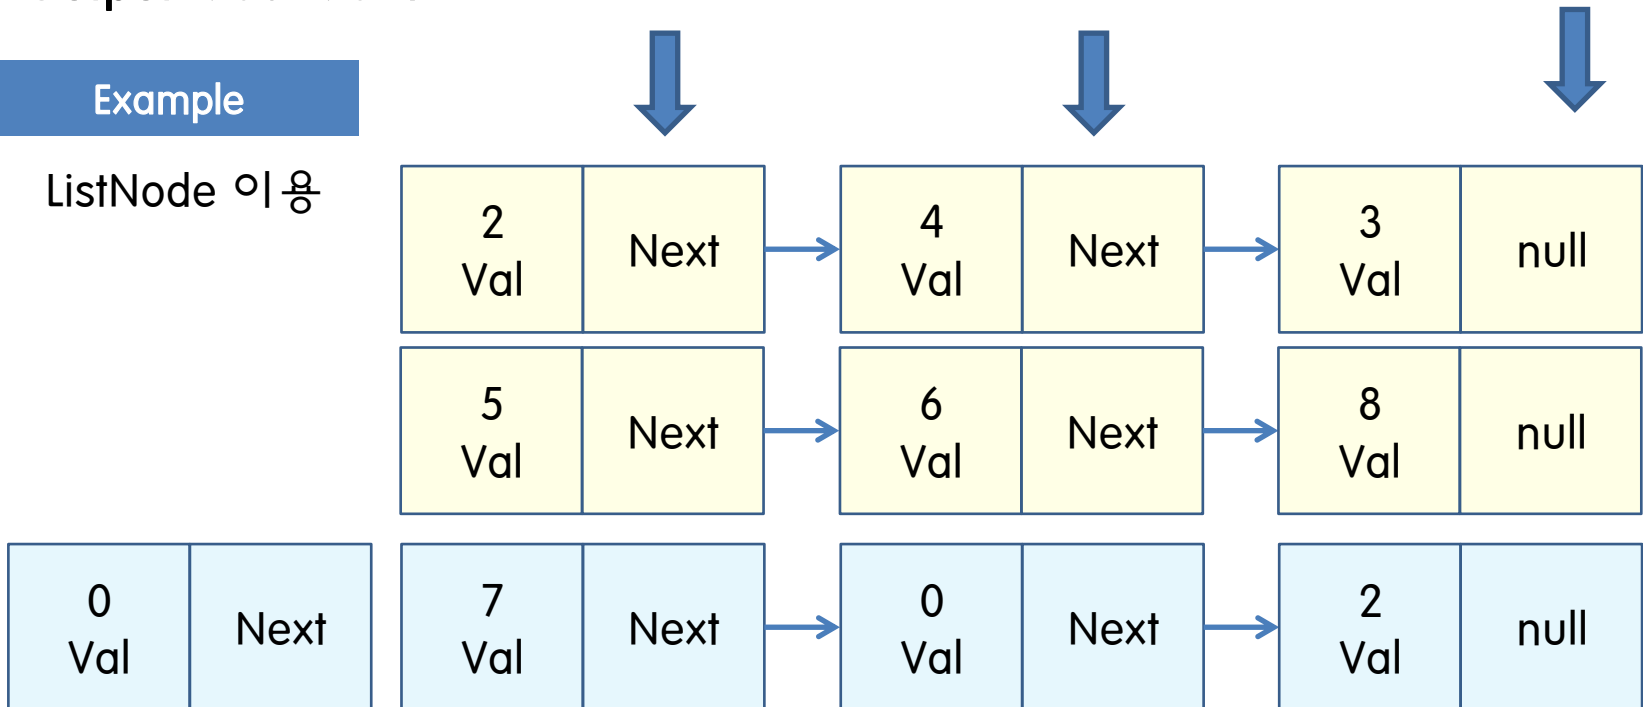 Example
ListNode 이용
2
Val
Next
4
Val
Next
3
Val
null
5
Val
Next
6
Val
Next
8
Val
null
0
Val
Next
7
Val
Next
0
Val
Next
2
Val
null